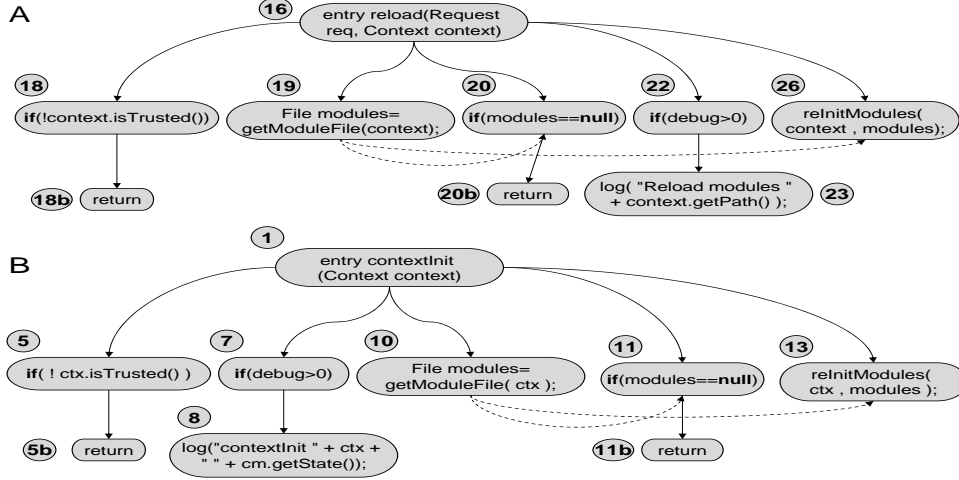 A
16
entry reload(Request
req, Context context)
18
19
20
22
26
if(!context.isTrusted())
File modules=
getModuleFile(context);
if(modules==null)
if(debug>0)
reInitModules(
context , modules);
18b
return
20b
return
log( "Reload modules "
+ context.getPath() );
23
B
1
entry contextInit
(Context context)
5
7
10
11
13
if( ! ctx.isTrusted() )
if(debug>0)
File modules=
getModuleFile( ctx );
if(modules==null)
reInitModules(
ctx , modules );
5b
return
8
log("contextInit " + ctx +
" " + cm.getState());
11b
return